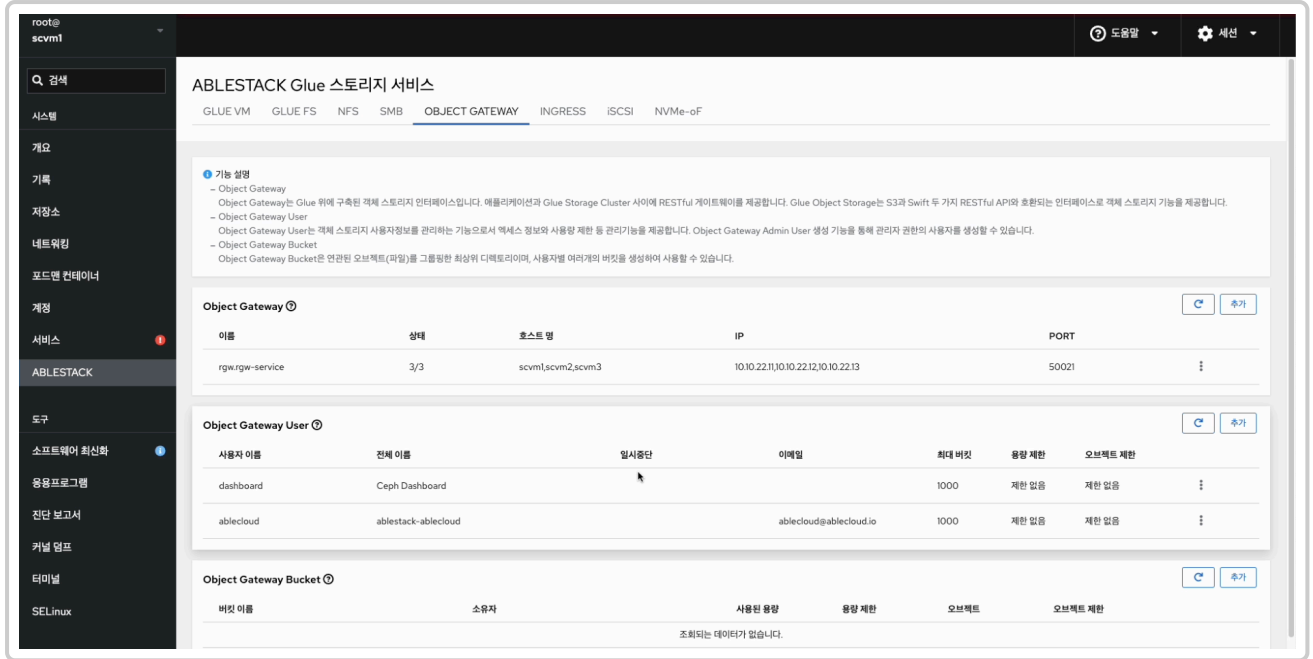 root@
scvm1
도움말
세션
검색
시스템
개요
기록
저장소
네트워킹
포드맨 컨테이너
계정
서비스
ABLESTACK
도구
소프트웨어 최신화
응용프로그램
진단 보고서
커널 덤프
터미널
SELinux
ABLESTACK Glue 스토리지 서비스
GLUE VM GLUE FS NFS SMB OBJECT GATEWAY INGRESS iSCSI NVMe-oF
기능 설명
– Object Gateway
Object Gateway는 Glue 위에 구축된 객체 스토리지 인터페이스입니다. 애플리케이션과 Glue Storage Cluster 사이에 RESTful 게이트웨이를 제공합니다. Glue Object Storage는 S3과 Swift 두 가지 RESTful API와 호환되는 인터페이스로 객체 스토리지 기능을 제공합니다.
– Object Gateway User
Object Gateway User는 객체 스토리지 사용자정보를 관리하는 기능으로서 엑세스 정보와 사용량 제한 등 관리기능을 제공합니다. Object Gateway Admin User 생성 기능을 통해 관리자 권한의 사용자를 생성할 수 있습니다.
– Object Gateway Bucket
Object Gateway Bucket은 연관된 오브젝트(파일)를 그룹핑한 최상위 디렉토리이며, 사용자별 여러개의 버킷을 생성하여 사용할 수 있습니다.
Object Gateway
추가
이름 상태 호스트 명 IP PORT
rgw.rgw-service 3/3 scvm1,scvm2,scvm3 10.10.22.11,10.10.22.12,10.10.22.13 50021
Object Gateway User
추가
사용자 이름 전체 이름 일시중단 이메일 최대 버킷 용량 제한 오브젝트 제한
dashboard Ceph Dashboard 1000 제한 없음 제한 없음
ablecloud ablestack-ablecloud ablecloud@ablecloud.io 1000 제한 없음 제한 없음
Object Gateway Bucket
추가
버킷 이름 소유자 사용된 용량 용량 제한 오브젝트 오브젝트 제한
조회되는 데이터가 없습니다.